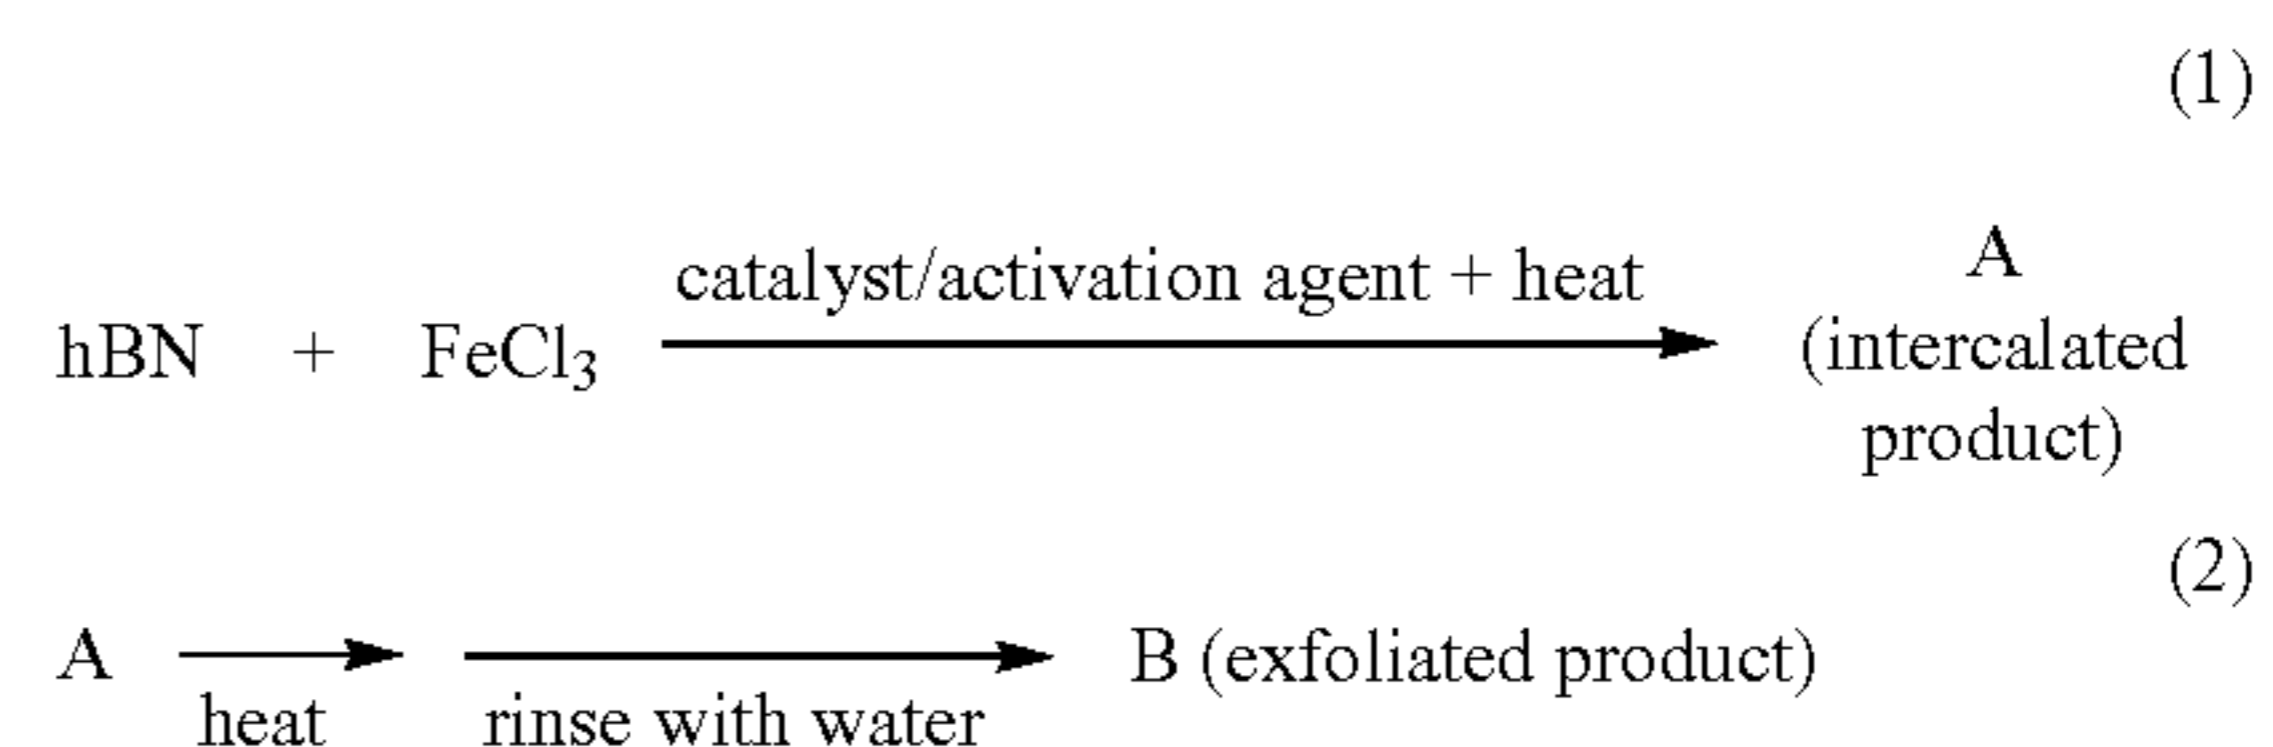 (1)
catalyst/activation agent + heat
hBN + FeCl3 A
(intercalated
product)
(2)
A heat rinse with water B (exfoliated product)